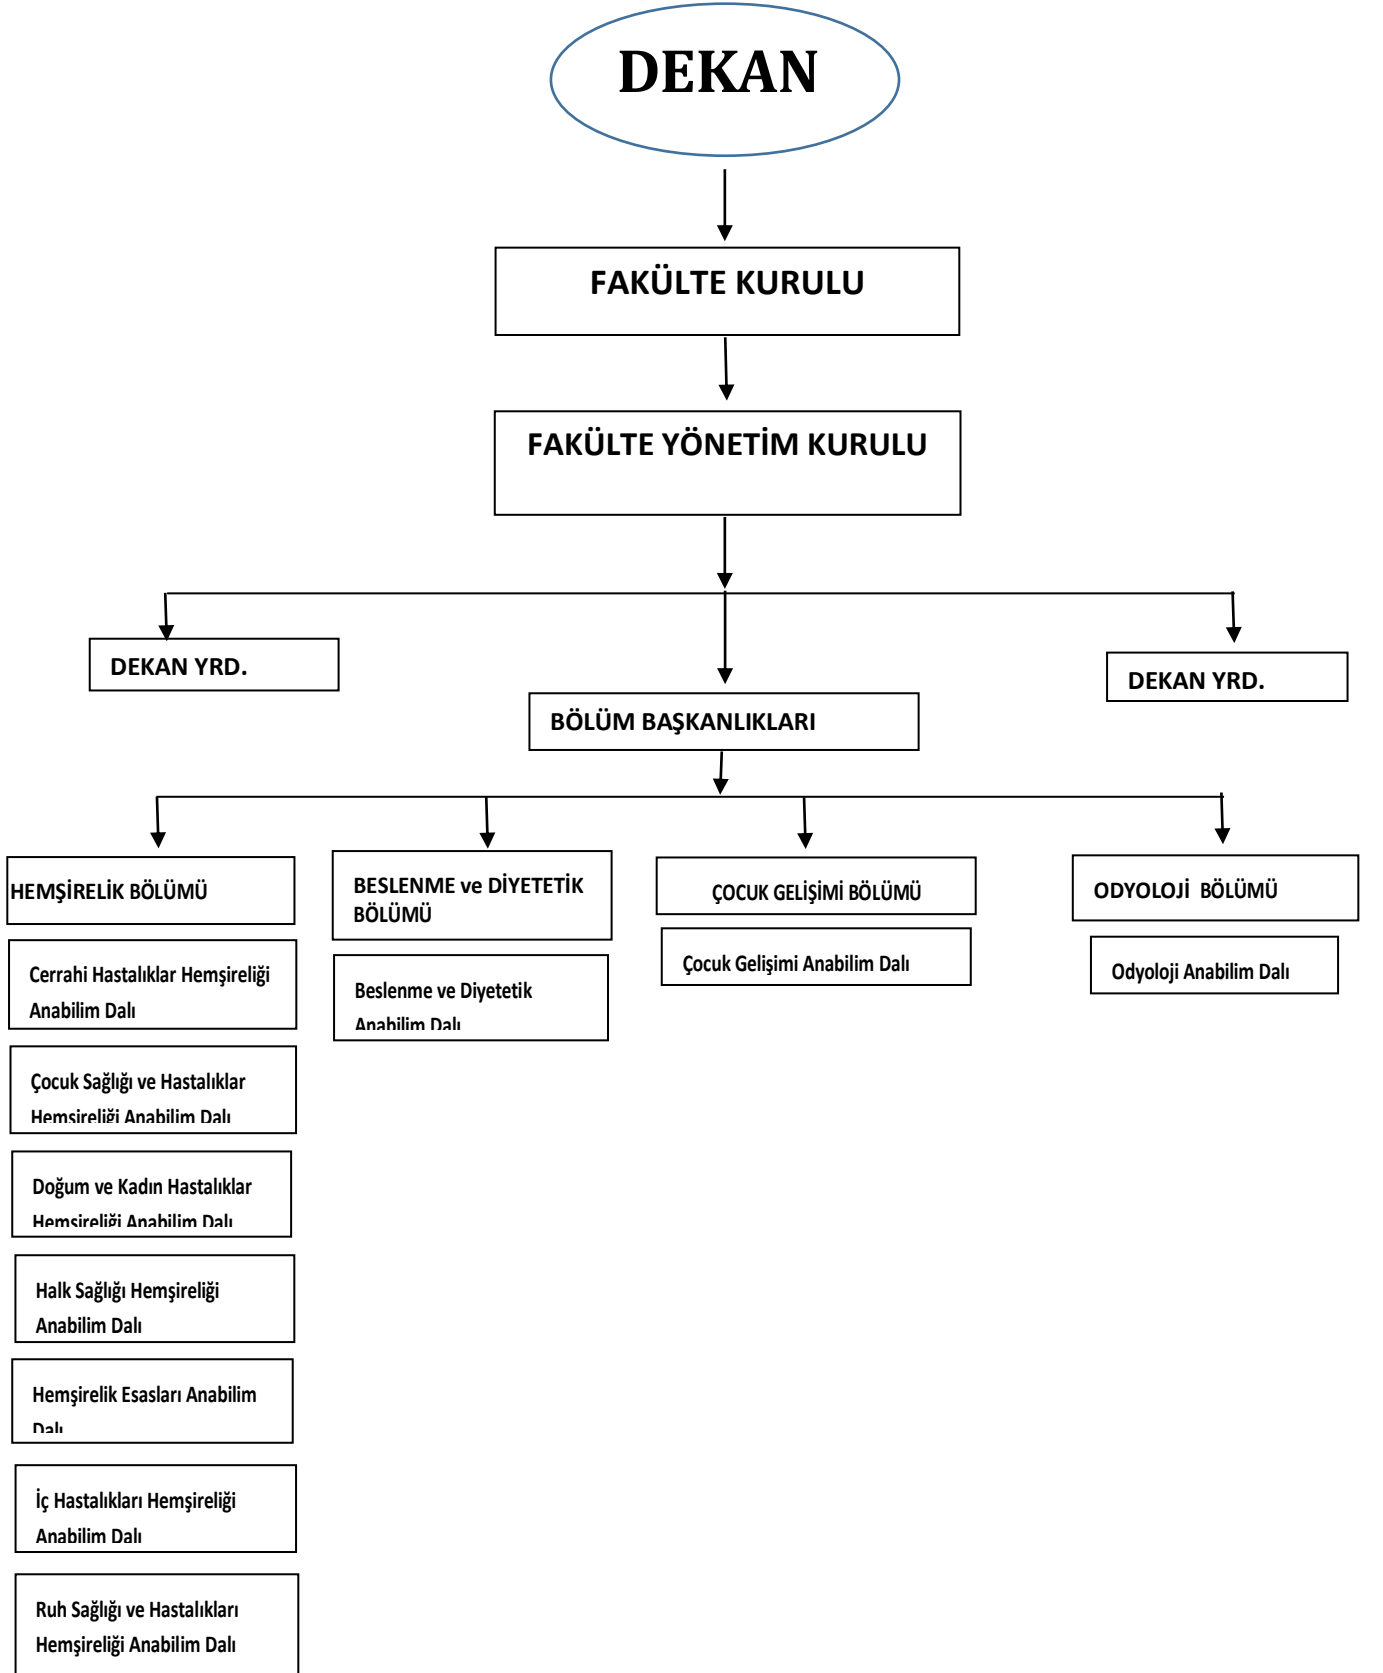 DEKAN
FAKÜLTE KURULU
FAKÜLTE YÖNETİM KURULU
DEKAN YRD.
DEKAN YRD.
BÖLÜM BAŞKANLIKLARI
HEMŞİRELİK BÖLÜMÜ
Cerrahi Hastalıklar Hemşireliği
Anabilim Dalı
Çocuk Sağlığı ve Hastalıklar
Hemşireliği Anabilim Dalı
Doğum ve Kadın Hastalıklar
Hemşireliği Anabilim Dalı
Halk Sağlığı Hemşireliği
Anabilim Dalı
Hemşirelik Esasları Anabilim
Dalı
İç Hastalıkları Hemşireliği
Anabilim Dalı
Ruh Sağlığı ve Hastalıkları
Hemşireliği Anabilim Dalı
BESLENME ve DİYETETİK
BÖLÜMÜ
Beslenme ve Diyetetik
Anabilim Dalı
ÇOCUK GELİŞİMİ BÖLÜMÜ
Çocuk Gelişimi Anabilim Dalı
ODYOLOJİ BÖLÜMÜ
Odyoloji Anabilim Dalı